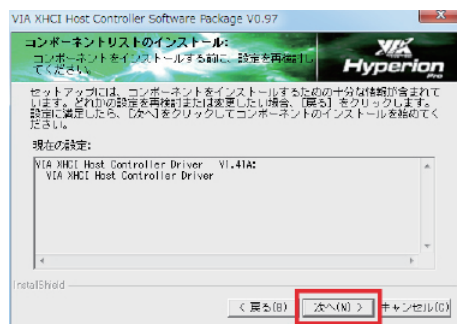 VIA XHCI Host Controller Software Package V0.97
コンポーネントリストのインストール:
コンポーネントをインストールする前に、設定を再検討し
てください。
VIA
Hyperion
Pro
セットアップには、コンポーネントをインストールするための十分な情報が含まれて
います。どれかの設定を再検討または変更したい場合、[戻る] をクリックします。
設定に満足したら、[次へ]をクリックしてコンポーネントのインストールを始めてく
ださい。
現在の設定:
VIA XHCI Host Controller Driver V1.41A:
VIA XHCI Host Controller Driver
InstallShield
< 戻る(B)
次へ(N) >
キャンセル(C)